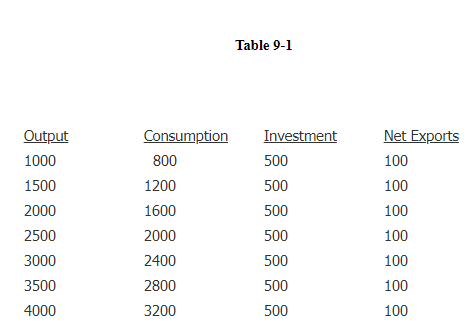 Table 9-1
Output Consumption Investment Net Exports
1000 800 500 100
1500 1200 500 100
2000 1600 500 100
2500 2000 500 100
3000 2400 500 100
3500 2800 500 100
4000 3200 500 100